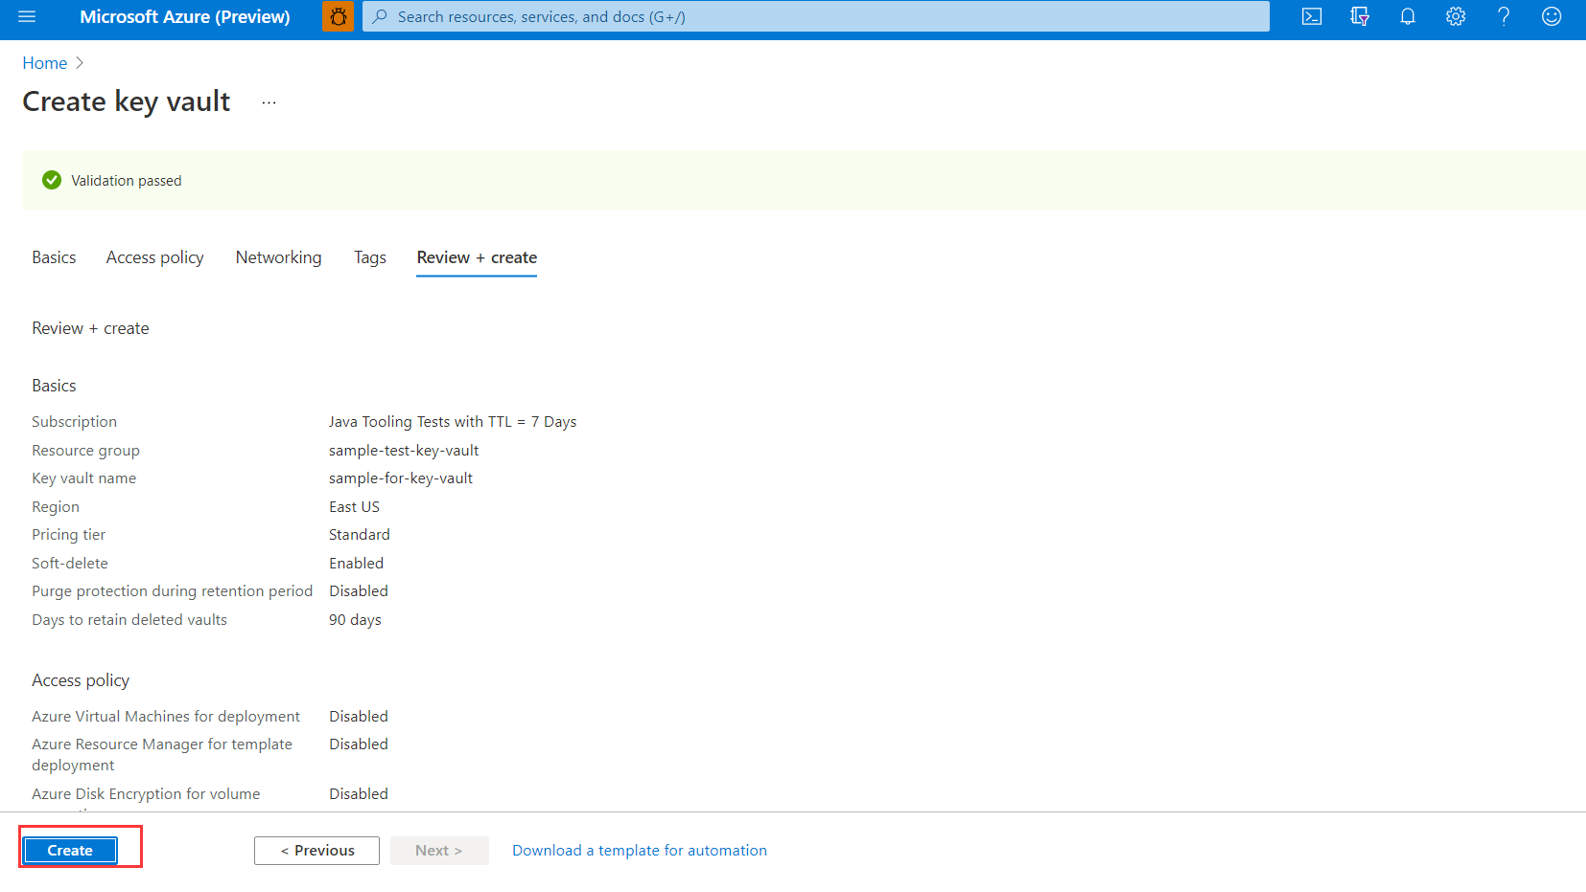 Microsoft Azure (Preview)
Search resources, services, and docs (G+/)
Home >
Create key vault ...
Validation passed
Basics Access policy Networking Tags Review + create
Review + create
Basics
Subscription Java Tooling Tests with TTL = 7 Days
Resource group sample-test-key-vault
Key vault name sample-for-key-vault
Region East US
Pricing tier Standard
Soft-delete Enabled
Purge protection during retention period Disabled
Days to retain deleted vaults 90 days
Access policy
Azure Virtual Machines for deployment Disabled
Azure Resource Manager for template Disabled
deployment
Azure Disk Encryption for volume Disabled
Create < Previous Next > Download a template for automation